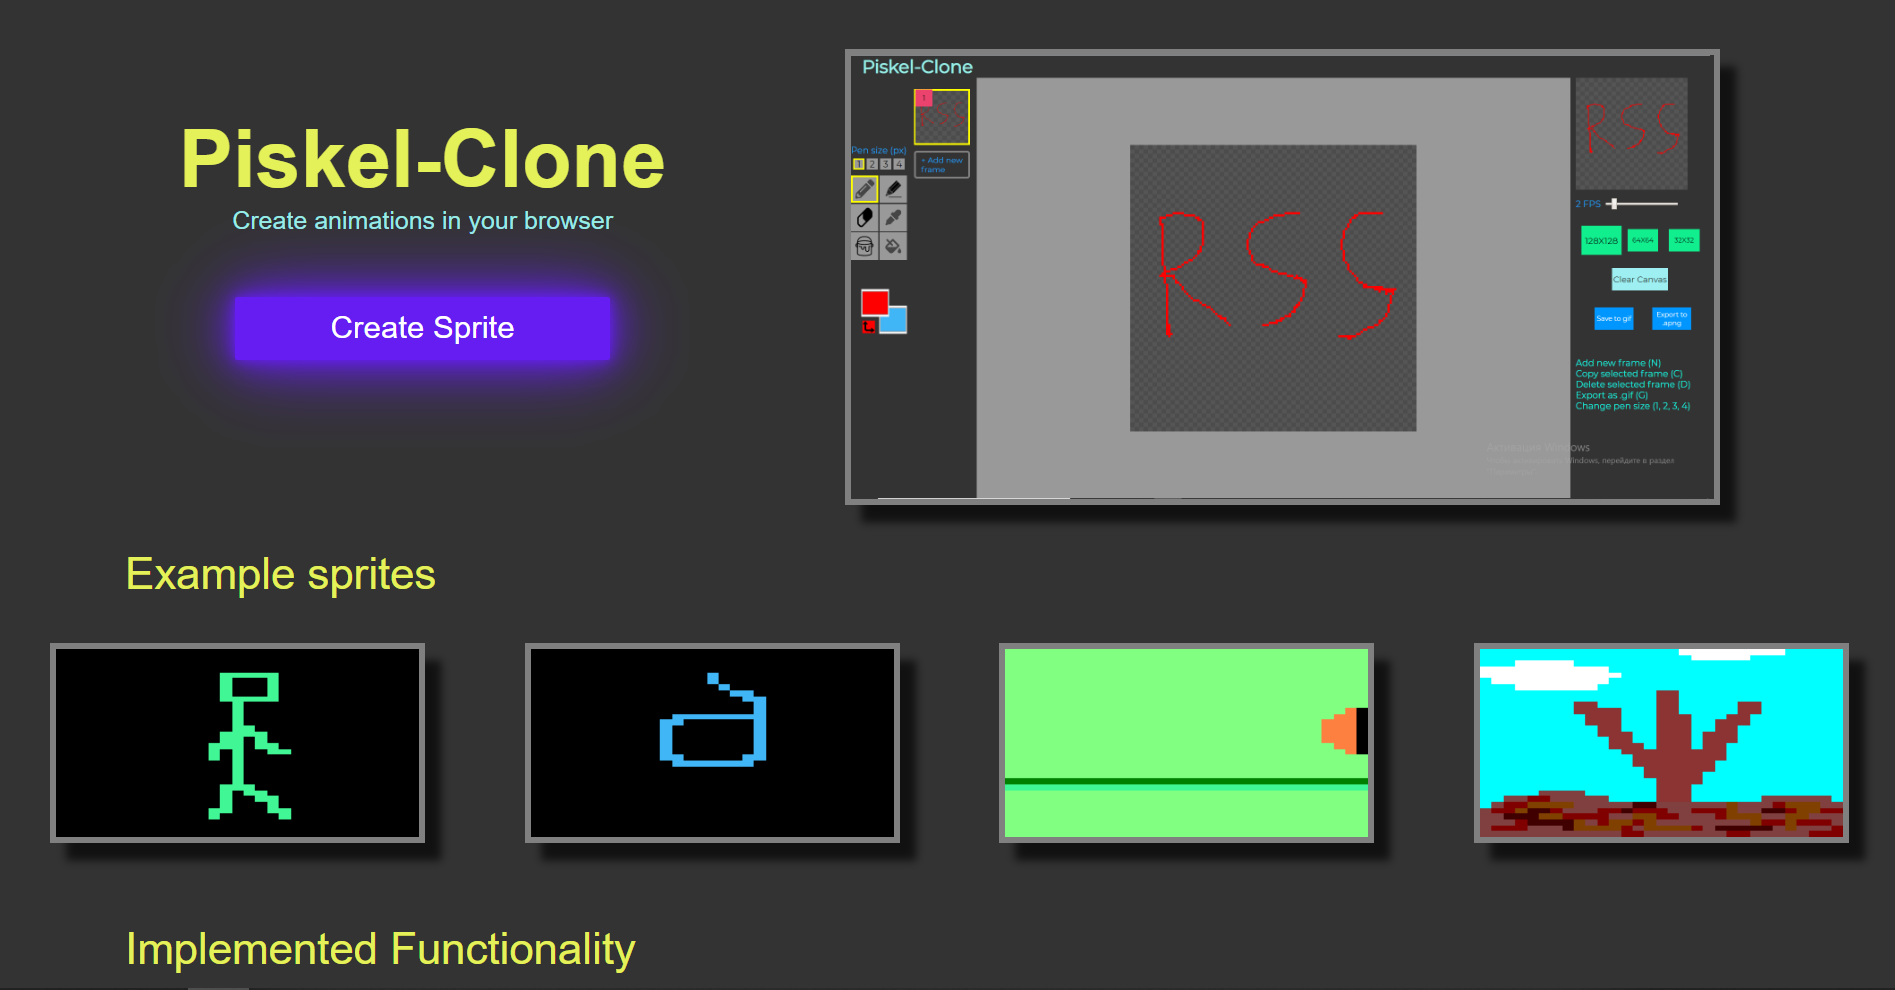 Piskel-Clone
Create animations in your browser
Create Sprite
Piskel-Clone
1
Pen size (px)
1 2 3 4
+ Add new
frame
RSS
2 FPS
128X128
64X64
32X32
Clear Canvas
Save to gif
Export to
.apng
Add new frame (N)
Copy selected frame (C)
Delete selected frame (D)
Export as .gif (G)
Change pen size (1, 2, 3, 4)
Windows
Windows, перейдите в раздел
Example sprites
Implemented Functionality